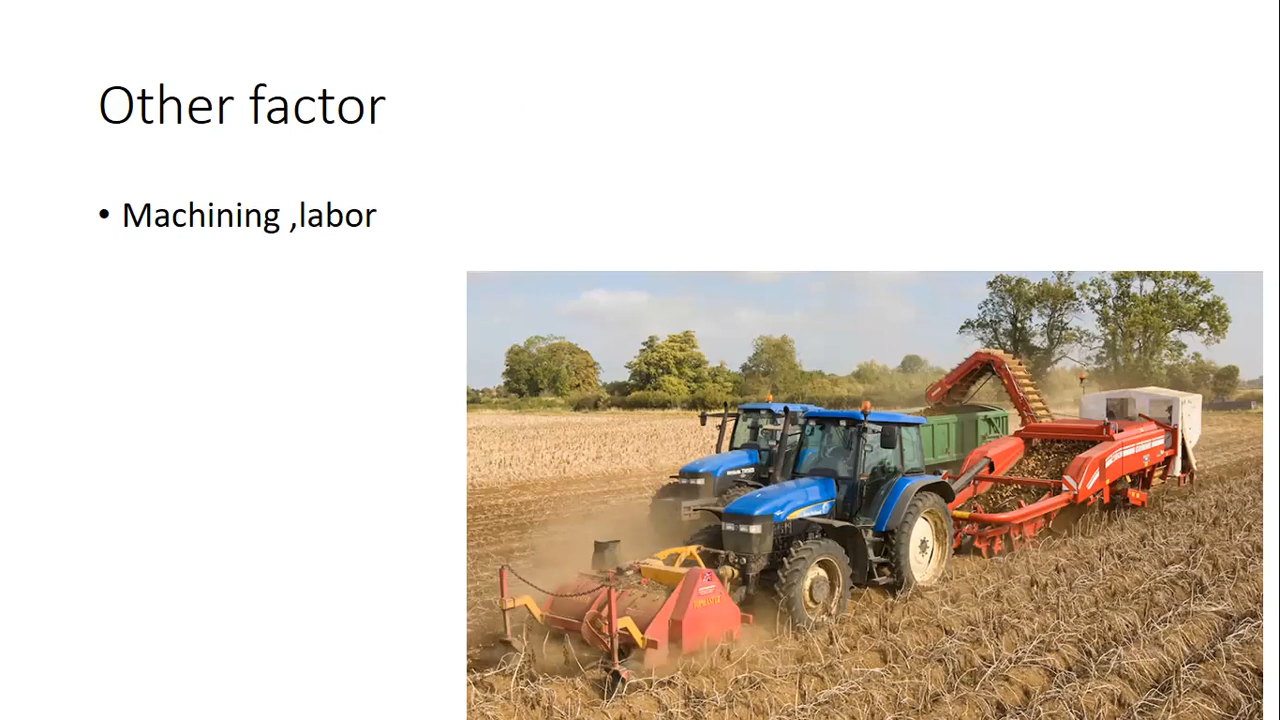 Other factor
• Machining ,labor